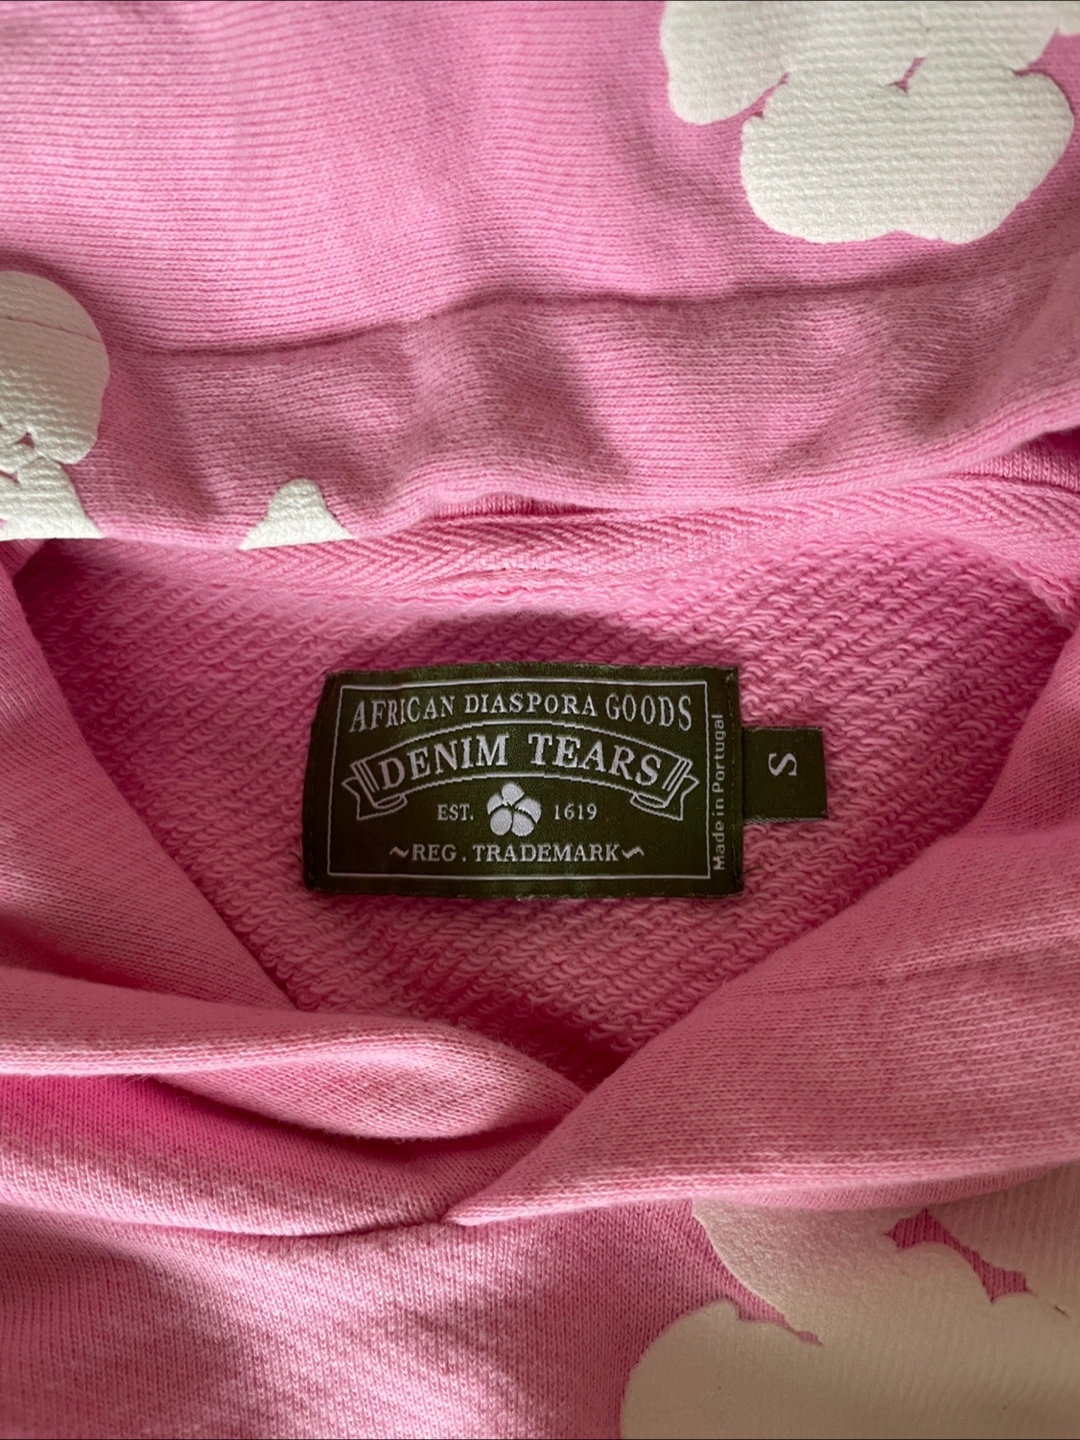 AFRICAN DIASPORA GOODS
DENIM TEARS
EST. 1619
~REG. TRADEMARK~
Made in Portugal
S